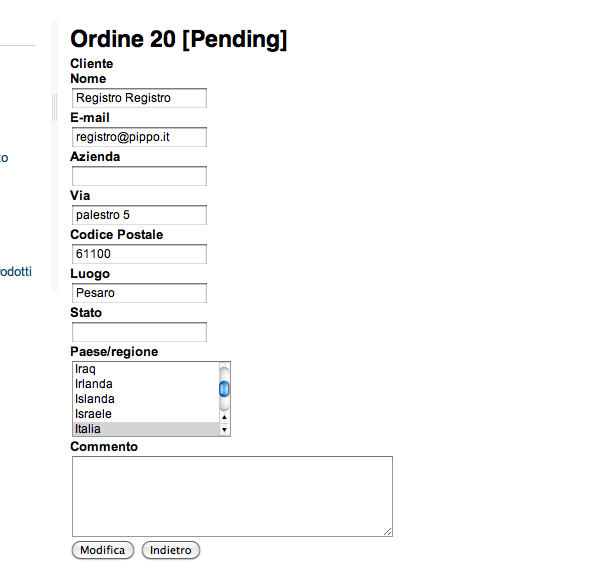 Ordine 20 [Pending]
Cliente
Nome
Registro Registro
E-mail
registro@pippo.it
Azienda
Via
palestro 5
Codice Postale
61100
Luogo
Pesaro
Stato
Paese/regione
Iraq
Irlanda
Islanda
Israele
Italia
Commento
Modifica Indietro